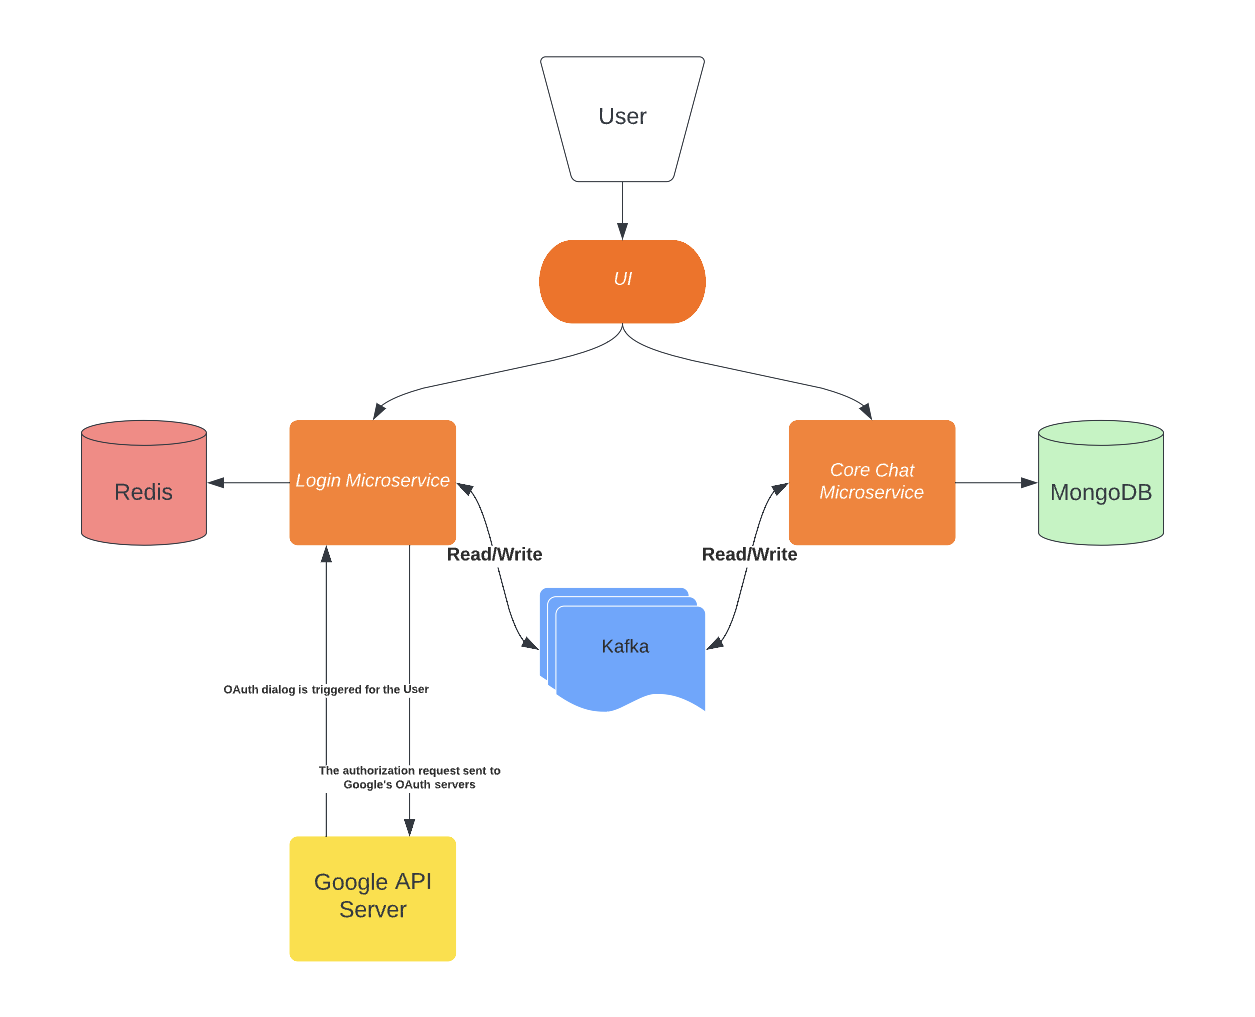 User
UI
Login Microservice
Core Chat
Microservice
Redis
MongoDB
Read/Write
Read/Write
Kafka
OAuth dialog is triggered for the User
The authorization request sent to
Google's OAuth servers
Google API
Server